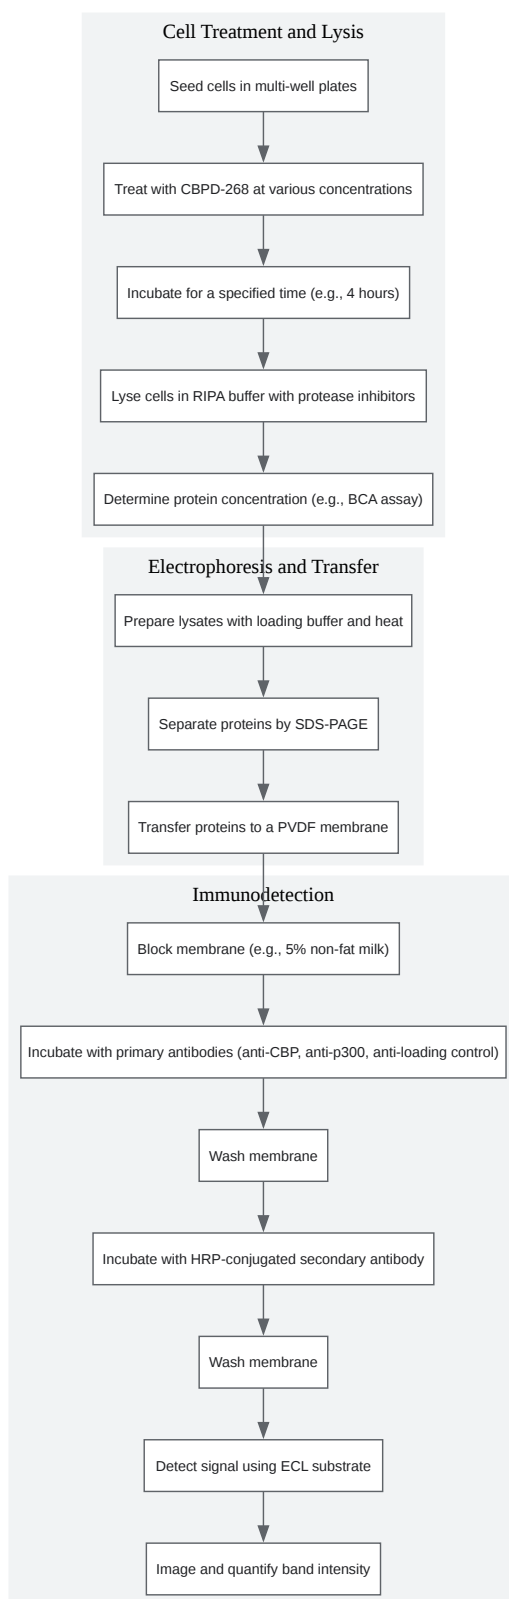 Cell Treatment and Lysis
Seed cells in multi-well plates
Treat with CBPD-268 at various concentrations
Incubate for a specified time (e.g., 4 hours)
Lyse cells in RIPA buffer with protease inhibitors
Determine protein concentration (e.g., BCA assay)
Electrophoresis and Transfer
Prepare lysates with loading buffer and heat
Separate proteins by SDS-PAGE
Transfer proteins to a PVDF membrane
Immunodetection
Block membrane (e.g., 5% non-fat milk)
Incubate with primary antibodies (anti-CBP, anti-p300, anti-loading control)
Wash membrane
Incubate with HRP-conjugated secondary antibody
Wash membrane
Detect signal using ECL substrate
Image and quantify band intensity